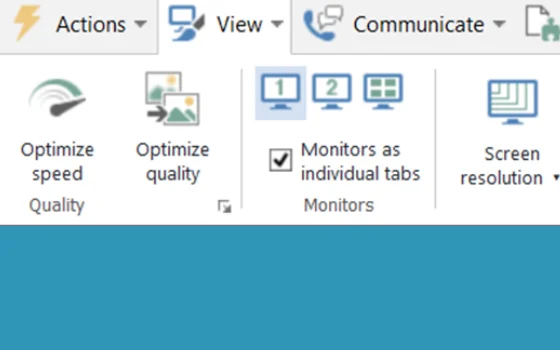 Actions View Communicate
1 2
Optimize Optimize Monitors as Screen
speed quality individual tabs resolution
Quality Monitors